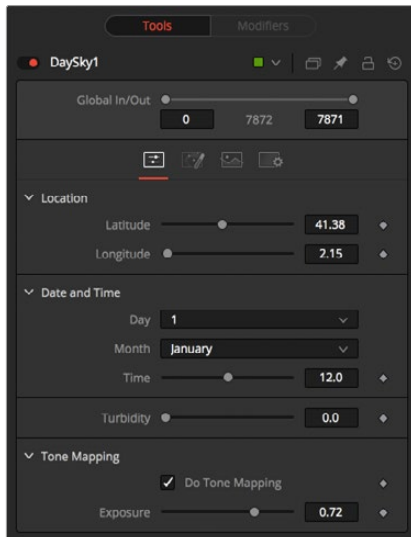 Tools Modifiers
DaySky1
Global In/Out
0 7872 7871
Location
Latitude 41.38
Longitude 2.15
Date and Time
Day 1
Month January
Time 12.0
Turbidity 0.0
Tone Mapping
Do Tone Mapping
Exposure 0.72